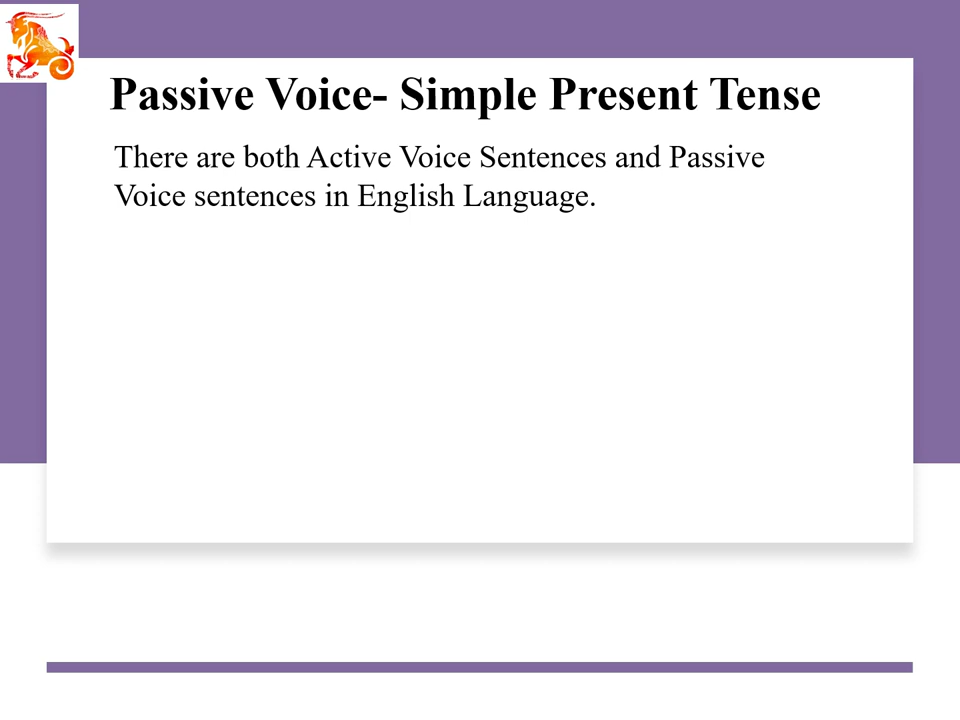 Passive Voice- Simple Present Tense
There are both Active Voice Sentences and Passive
Voice sentences in English Language.